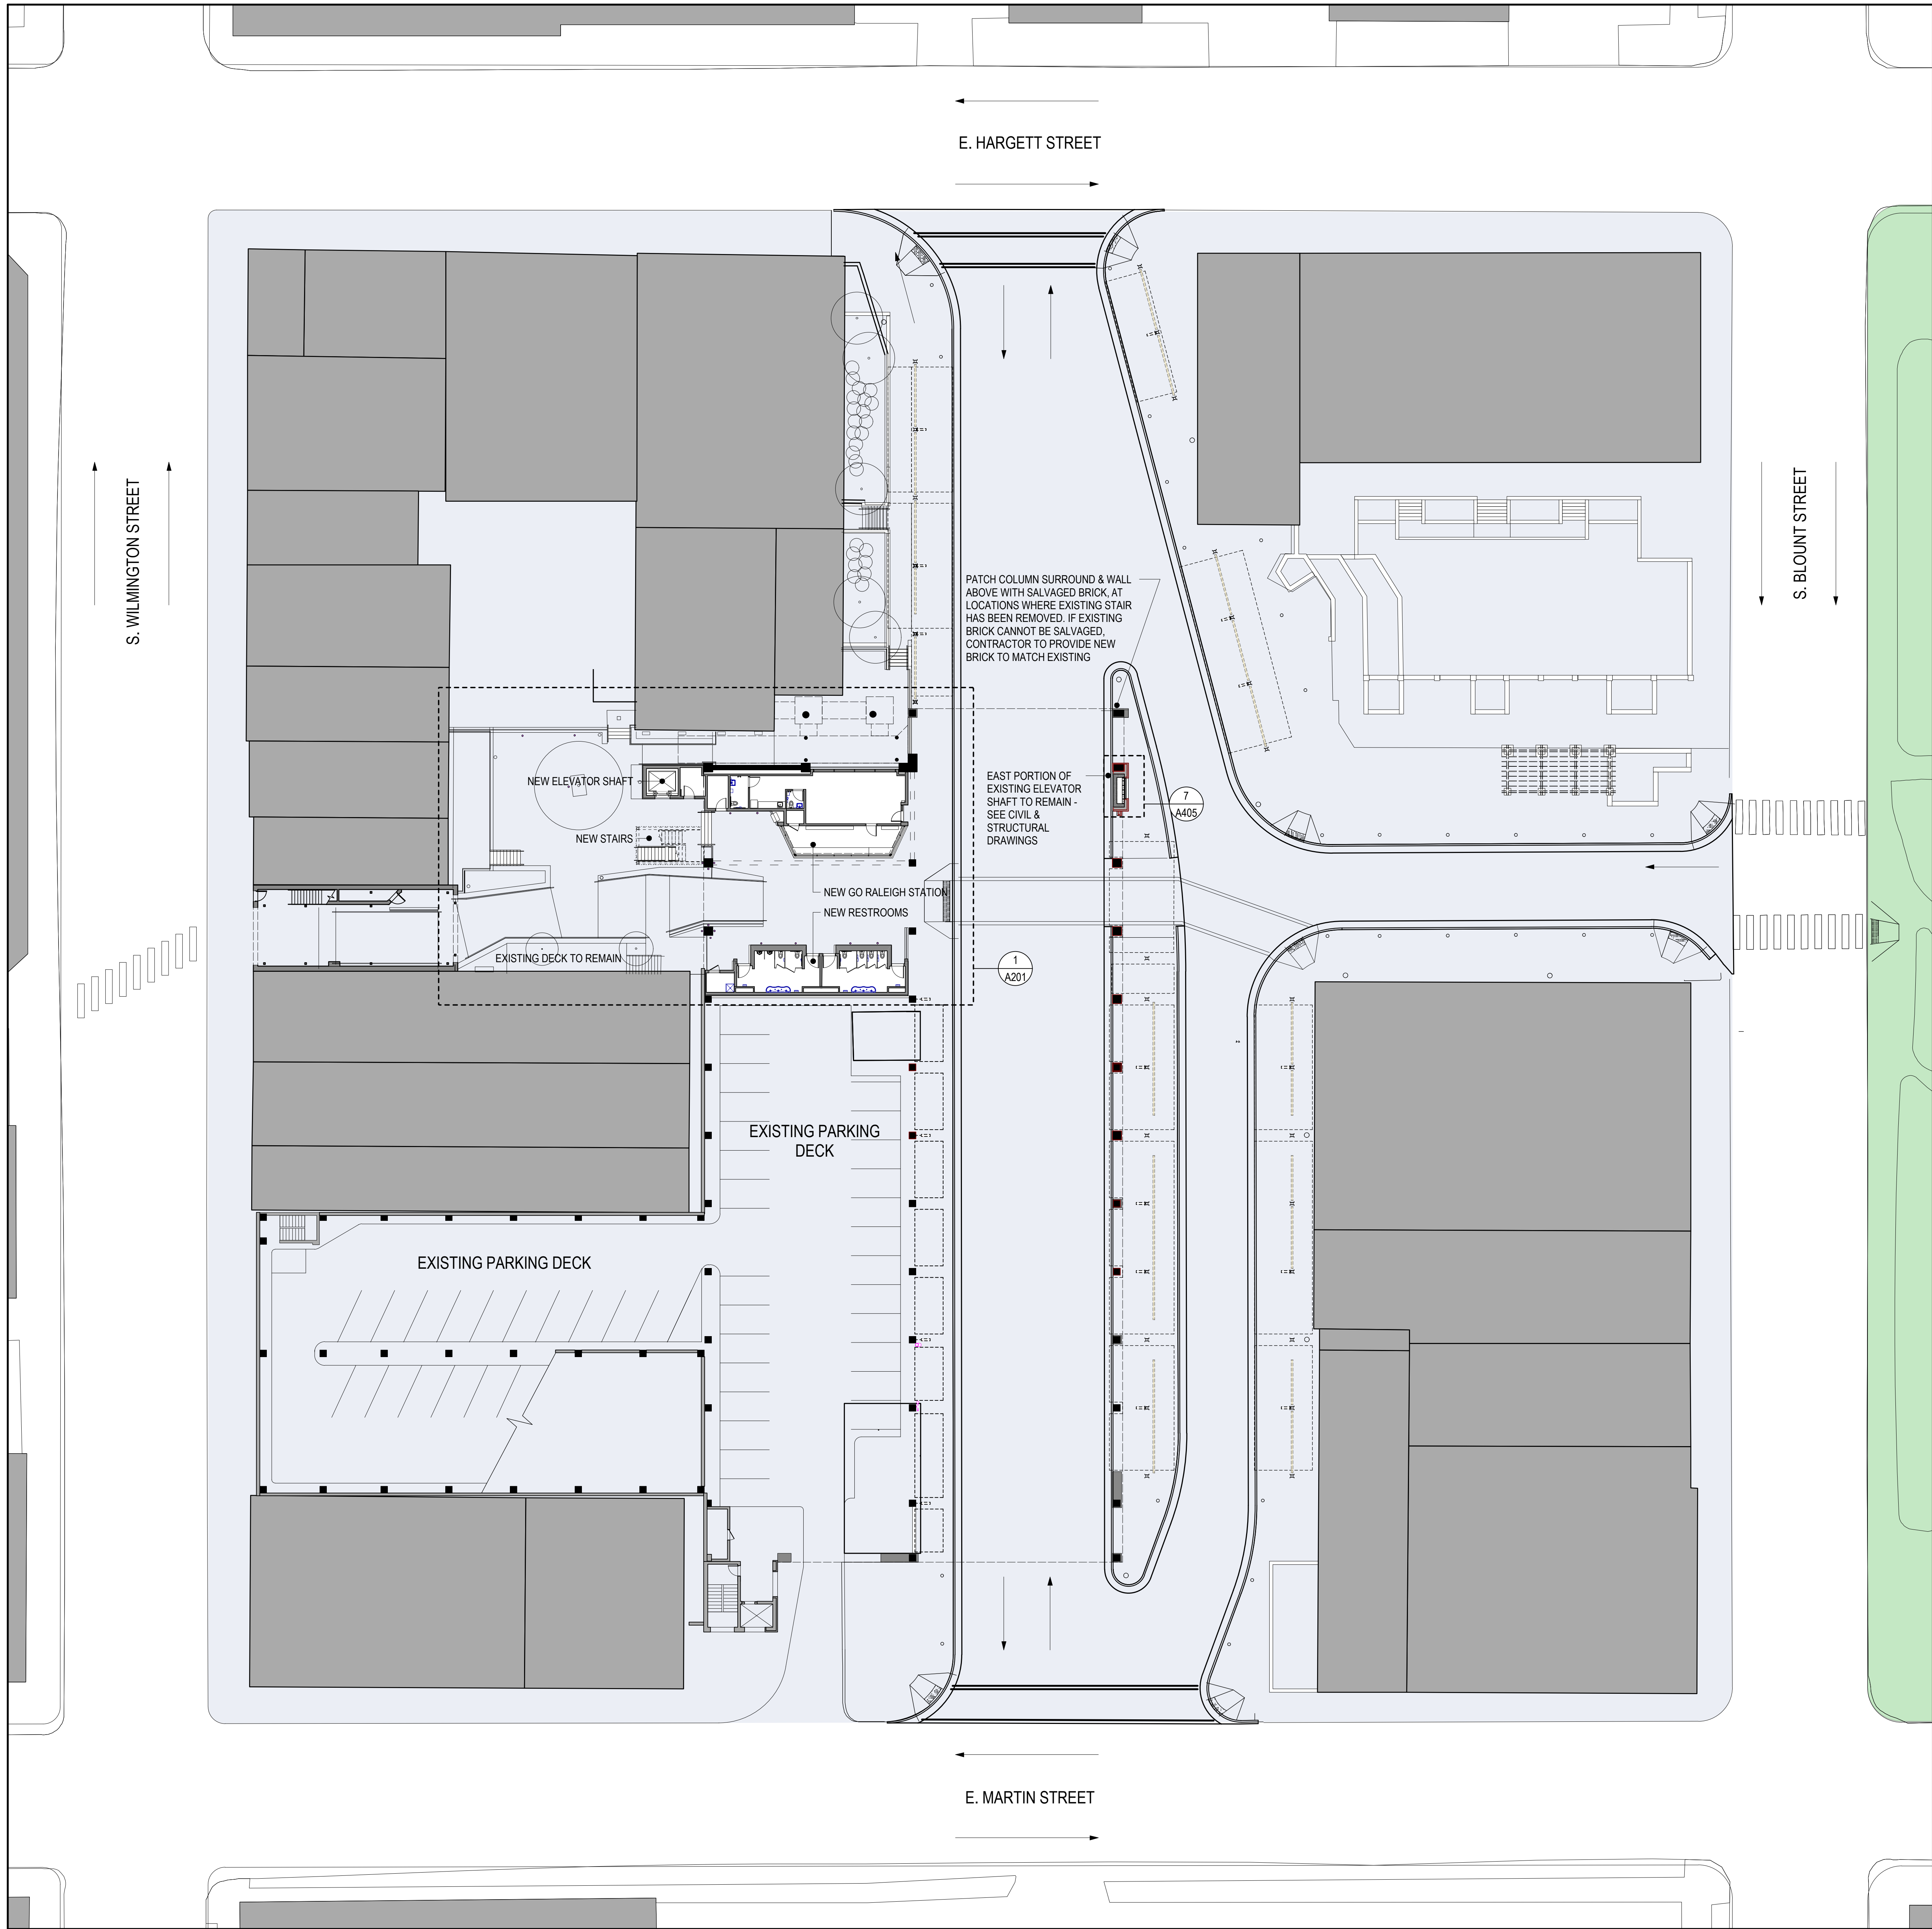 E. HARGETT STREET
S. WILMINGTON STREET
S. BLOUNT STREET
PATCH COLUMN SURROUND & WALL
ABOVE WITH SALVAGED BRICK, AT
LOCATIONS WHERE EXISTING STAIR
HAS BEEN REMOVED. IF EXISTING
BRICK CANNOT BE SALVAGED,
CONTRACTOR TO PROVIDE NEW
BRICK TO MATCH EXISTING
NEW ELEVATOR SHAFT
EAST PORTION OF
EXISTING ELEVATOR
SHAFT TO REMAIN -
SEE CIVIL &
STRUCTURAL
DRAWINGS
7
A405
NEW STAIRS
NEW GO RALEIGH STATION
NEW RESTROOMS
EXISTING DECK TO REMAIN
1
A201
EXISTING PARKING
DECK
EXISTING PARKING DECK
E. MARTIN STREET